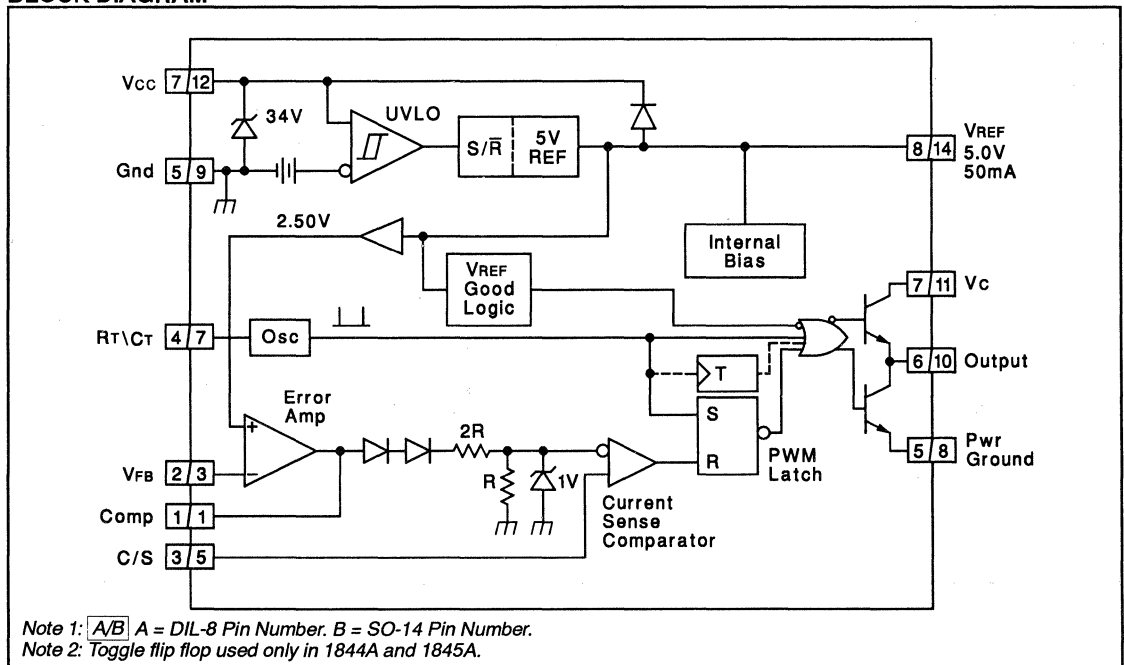 BLOCK DIAGRAM
Vcc 7/12
34V
UVLO
S/R̅
5V
REF
VREF
8/14 5.0V
50mA
Gnd 5/9
2.50V
Internal
Bias
VREF
Good
Logic
7/11 Vc
RT\CT 4/7
Osc
T
6/10 Output
Error
Amp
+
−
2R
S
R
PWM
Latch
Pwr
5/8 Ground
VFB 2/3
R
1V
Comp 1/1
Current
Sense
Comparator
C/S 3/5
Note 1: A/B A = DIL-8 Pin Number. B = SO-14 Pin Number.
Note 2: Toggle flip flop used only in 1844A and 1845A.